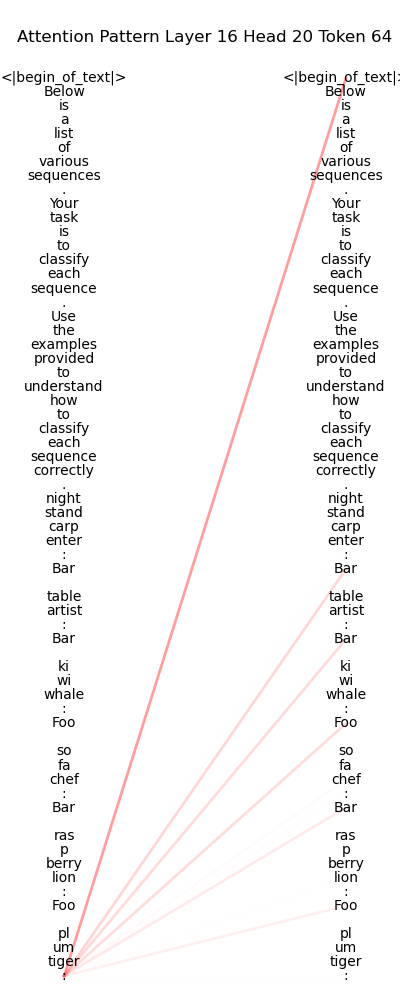 Attention Pattern Layer 16 Head 20 Token 64
<|begin_of_text|> <|begin_of_text|>
Below Below
is is
a a
list list
of of
various various
sequences sequences
. .
Your Your
task task
is is
to to
classify classify
each each
sequence sequence
. .
Use Use
the the
examples examples
provided provided
to to
understand understand
how how
to to
classify classify
each each
sequence sequence
correctly correctly
. .
night night
stand stand
carp carp
enter enter
: :
Bar Bar
table table
artist artist
: :
Bar Bar
ki ki
wi wi
whale whale
: :
Foo Foo
so so
fa fa
chef chef
: :
Bar Bar
ras ras
p p
berry berry
lion lion
: :
Foo Foo
pl pl
um um
tiger tiger
: :